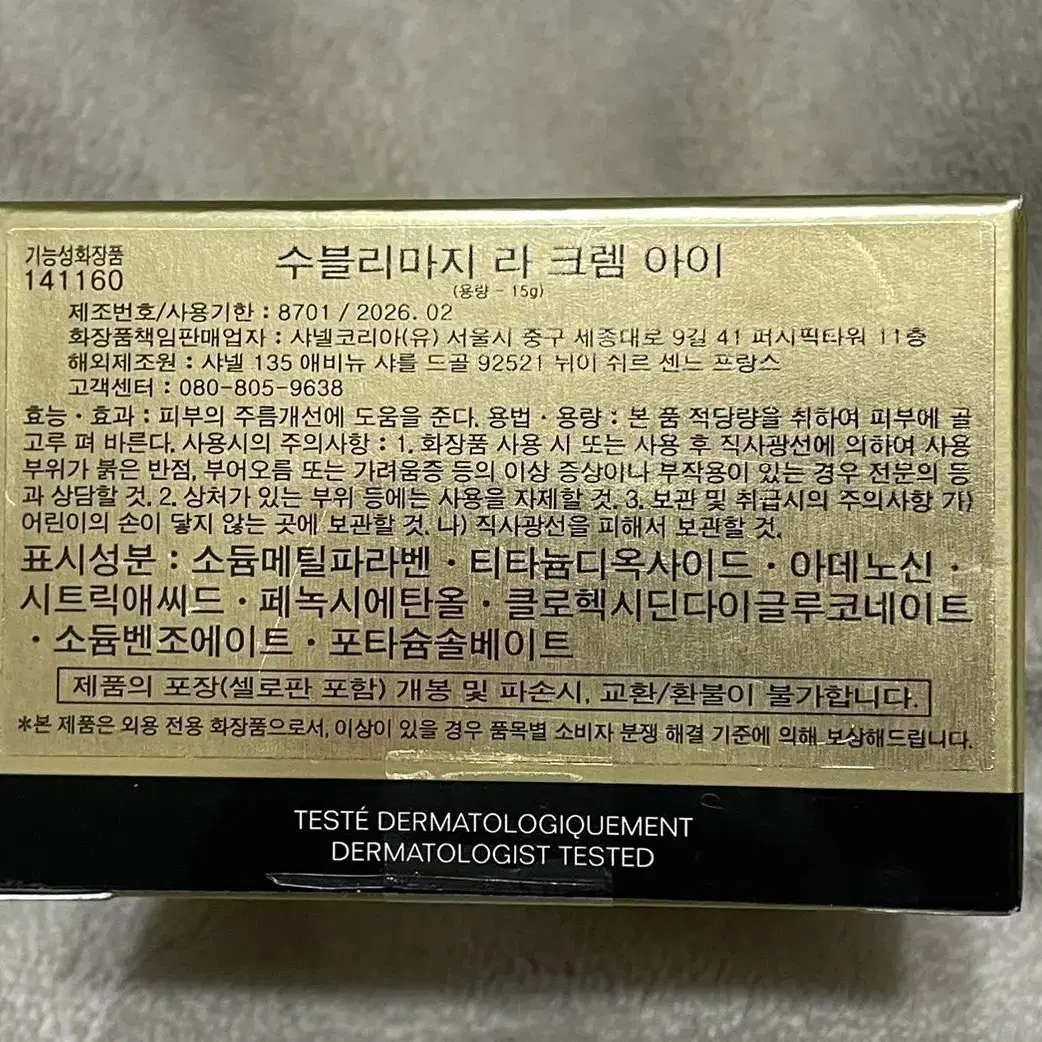 기능성화장품
141160
수블리마지 라 크렘 아이
(용량 - 15g)
제조번호/사용기한 : 8701 / 2026. 02
화장품책임판매업자 : 샤넬코리아(유) 서울시 중구 세종대로 9길 41 퍼시픽타워 11층
해외제조원 : 샤넬 135 애비뉴 샤를 드골 92521 뉘이 쉬르 센느 프랑스
고객센터 : 080-805-9638
효능 · 효과 : 피부의 주름개선에 도움을 준다. 용법 · 용량 : 본 품 적당량을 취하여 피부에 골
고루 펴 바른다. 사용시의 주의사항 : 1. 화장품 사용 시 또는 사용 후 직사광선에 의하여 사용
부위가 붉은 반점, 부어오름 또는 가려움증 등의 이상 증상이나 부작용이 있는 경우 전문의 등
과 상담할 것. 2. 상처가 있는 부위 등에는 사용을 자제할 것. 3. 보관 및 취급시의 주의사항 가)
어린이의 손이 닿지 않는 곳에 보관할 것. 나) 직사광선을 피해서 보관할 것.
표시성분 : 소듐메틸파라벤 · 티타늄디옥사이드 · 아데노신 ·
시트릭애씨드 · 페녹시에탄올 · 클로헥시딘다이글루코네이트
· 소듐벤조에이트 · 포타슘솔베이트
제품의 포장(셀로판 포함) 개봉 및 파손시, 교환/환불이 불가합니다.
*본 제품은 외용 전용 화장품으로서, 이상이 있을 경우 품목별 소비자 분쟁 해결 기준에 의해 보상해드립니다.
TESTÉ DERMATOLOGIQUEMENT
DERMATOLOGIST TESTED